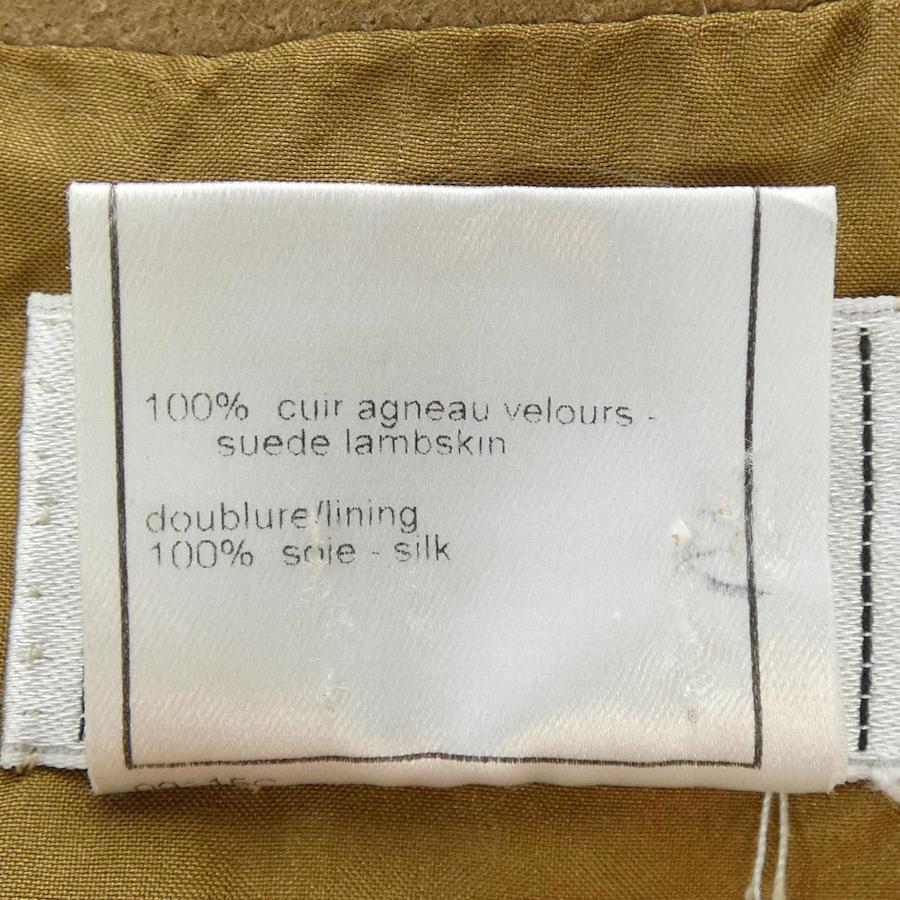 100% cuir agneau velours -
suede lambskin
doublure/lining
100% soie - silk